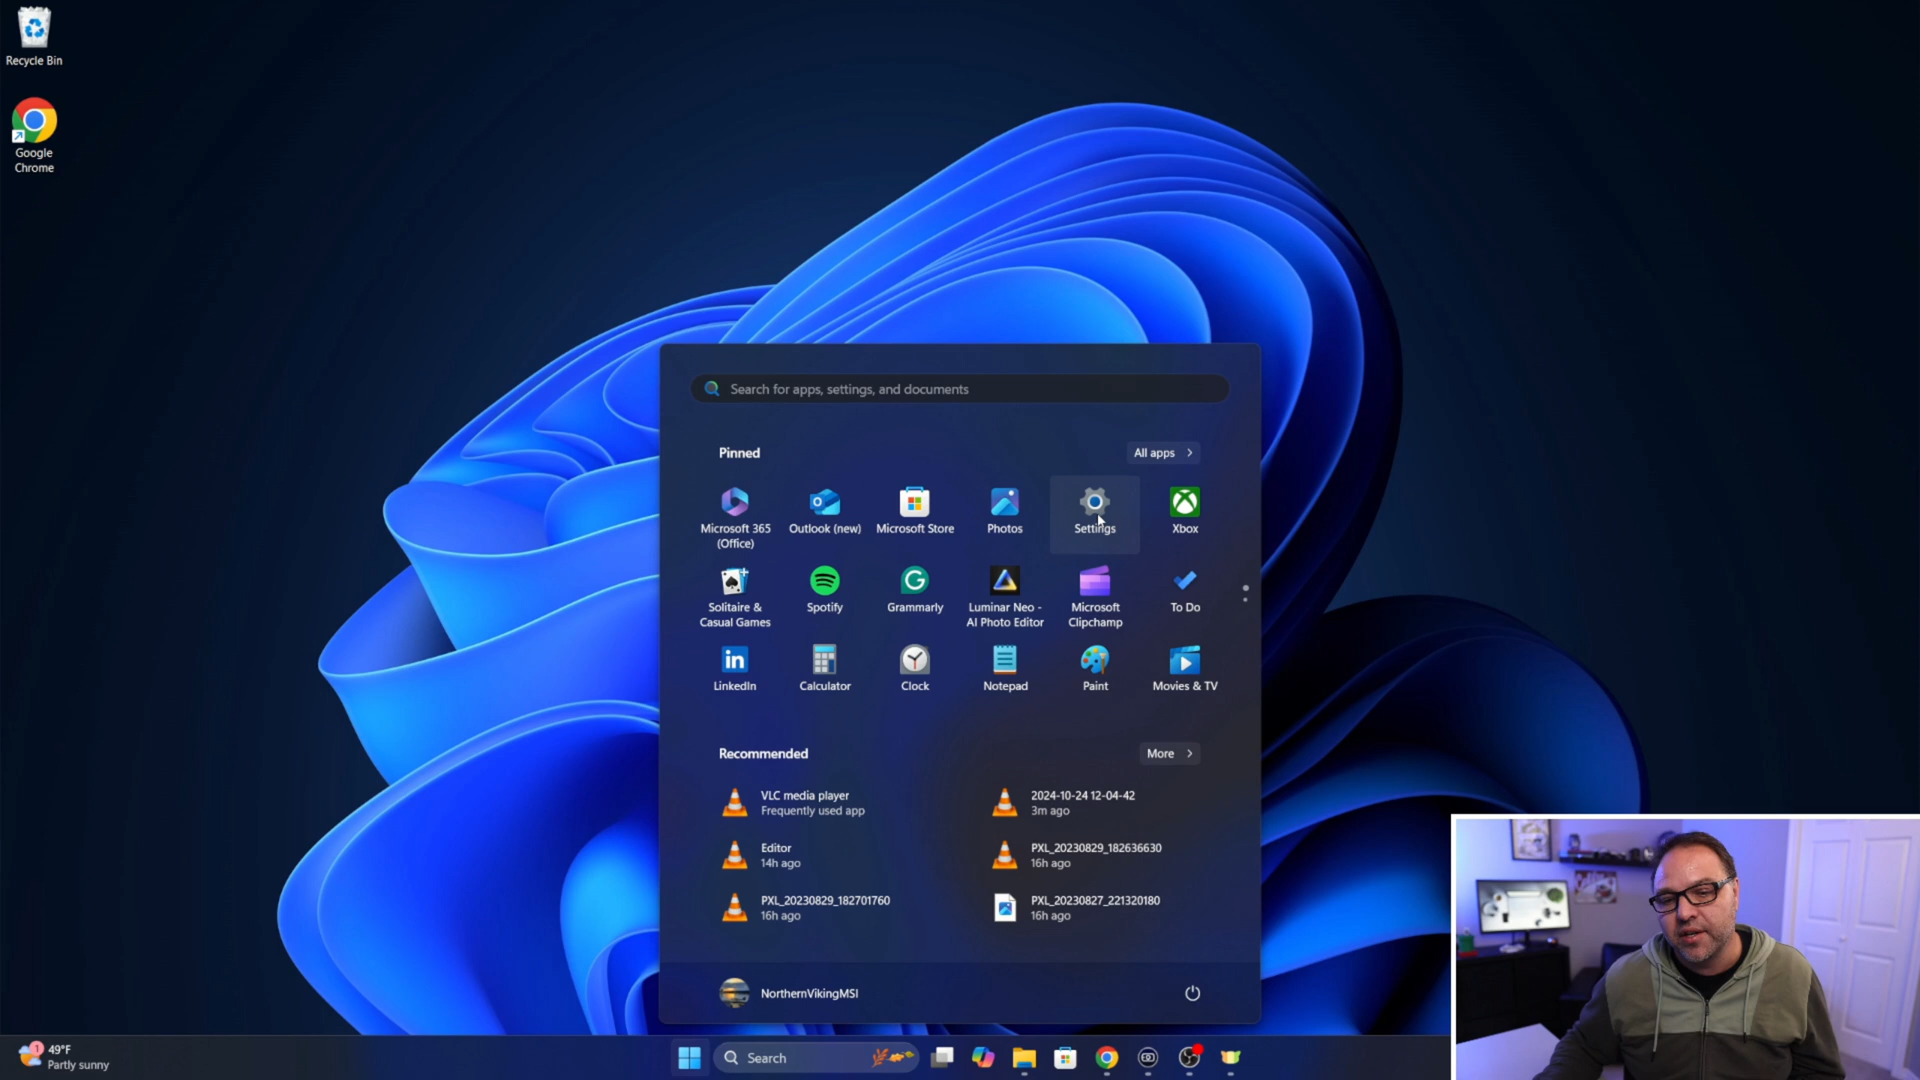 Recycle Bin
Google
Chrome
Search for apps, settings, and documents
Pinned
All apps
Microsoft 365
(Office)
Outlook (new)
Microsoft Store
Photos
Settings
Xbox
Solitaire &
Casual Games
Spotify
Grammarly
Luminar Neo -
AI Photo Editor
Microsoft
Clipchamp
To Do
LinkedIn
Calculator
Clock
Notepad
Paint
Movies & TV
Recommended
More
VLC media player
Frequently used app
2024-10-24 12-04-42
3m ago
Editor
14h ago
PXL_20230829_182636630
16h ago
PXL_20230829_182701760
16h ago
PXL_20230827_221320180
16h ago
NorthernVikingMSI
1
49°F
Partly sunny
Search